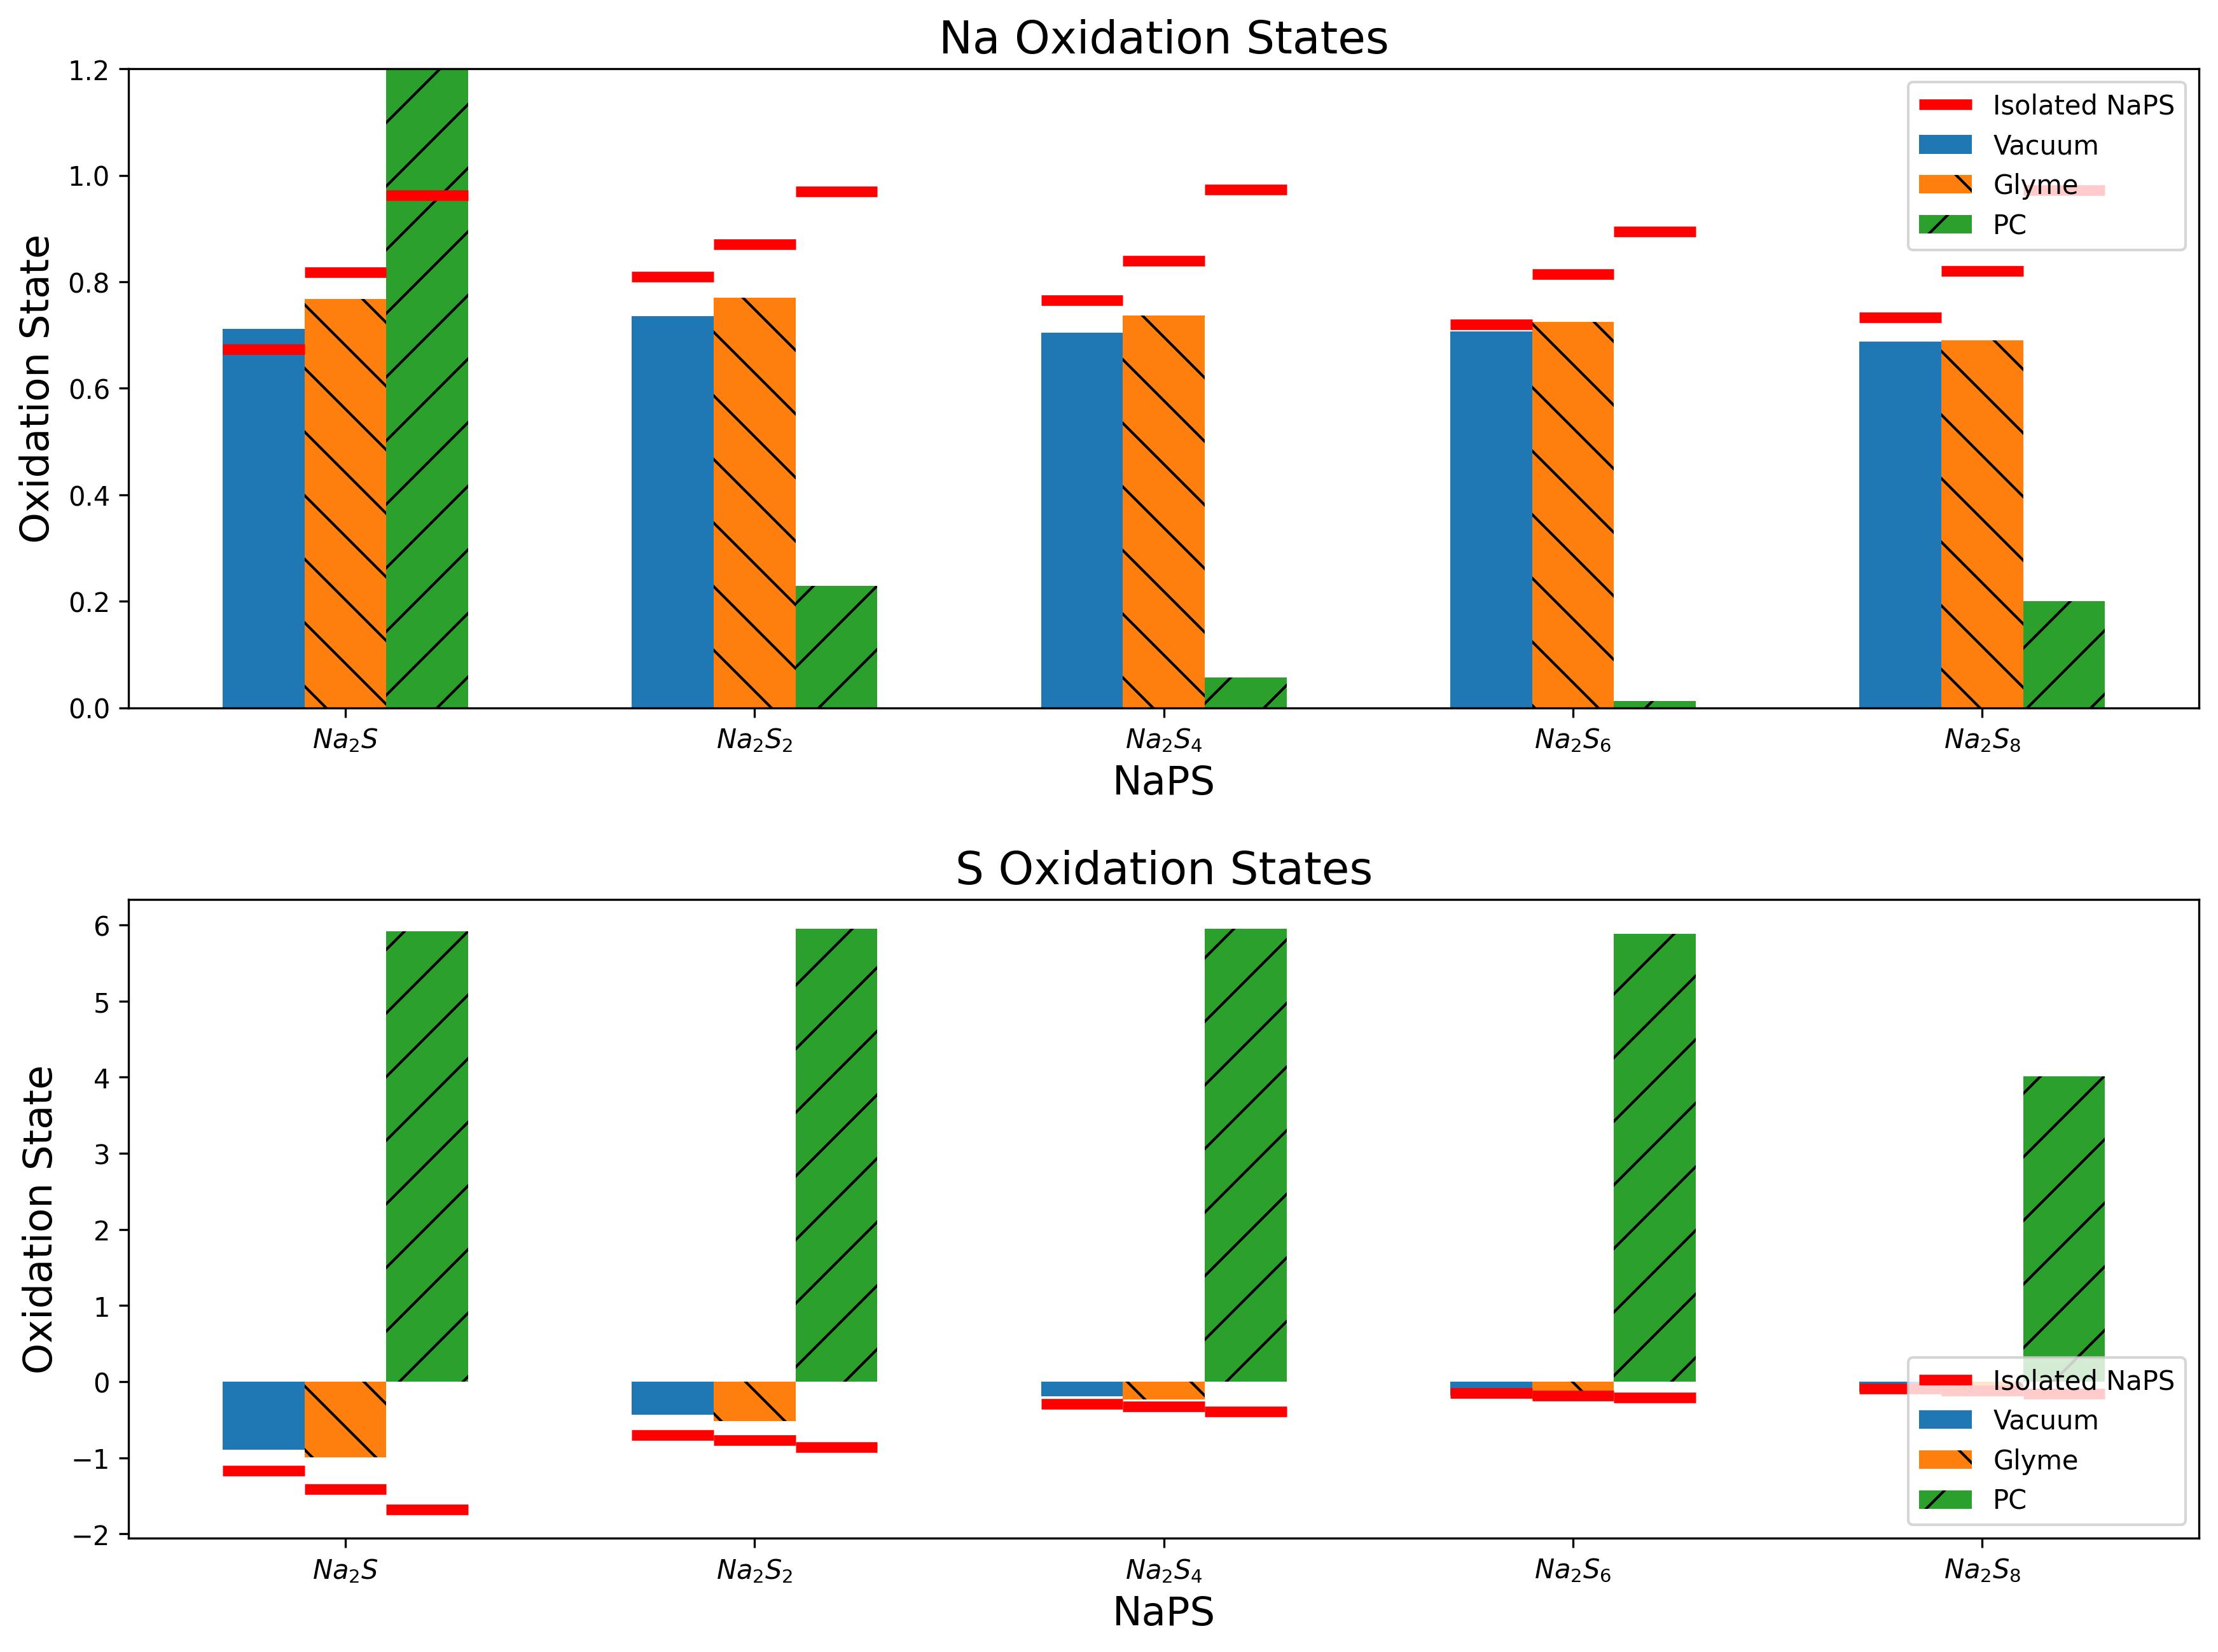 Na Oxidation States
Oxidation State
1.2
1.0
0.8
0.6
0.4
0.2
0.0
Isolated NaPS
Vacuum
Glyme
PC
Na₂S Na₂S₂ Na₂S₄ Na₂S₆ Na₂S₈
NaPS
S Oxidation States
Oxidation State
6
5
4
3
2
1
0
−1
−2
Isolated NaPS
Vacuum
Glyme
PC
Na₂S Na₂S₂ Na₂S₄ Na₂S₆ Na₂S₈
NaPS